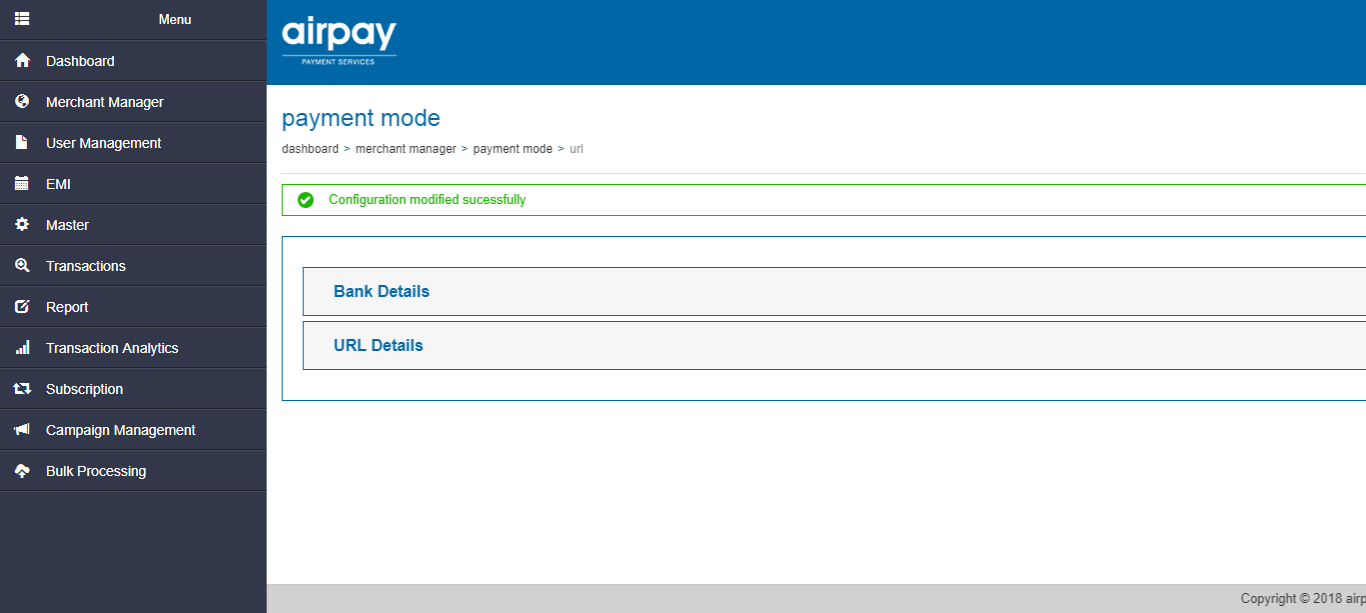 Menu
Dashboard
Merchant Manager
User Management
EMI
Master
Transactions
Report
Transaction Analytics
Subscription
Campaign Management
Bulk Processing
airpay
PAYMENT SERVICES
payment mode
dashboard > merchant manager > payment mode > url
Configuration modified sucessfully
Bank Details
URL Details
Copyright © 2018 airp